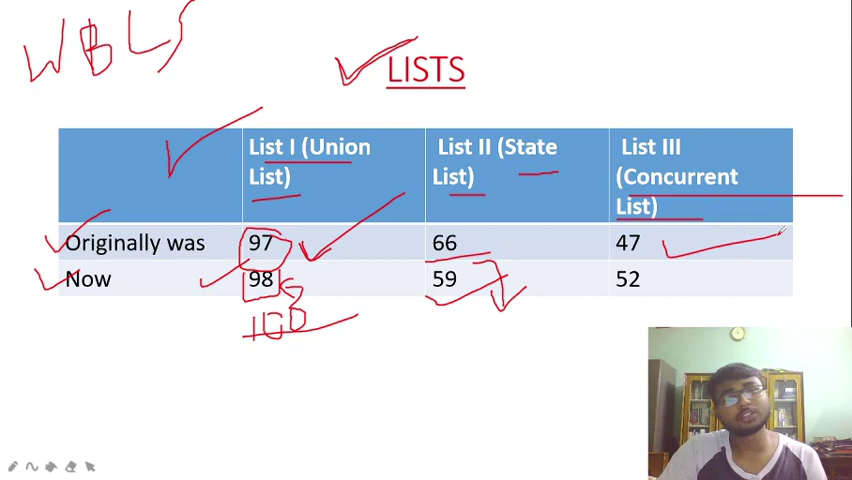 WBCS
LISTS
List I (Union List)
List II (State List)
List III (Concurrent List)
Originally was 97 66 47
Now 98 59 52
100